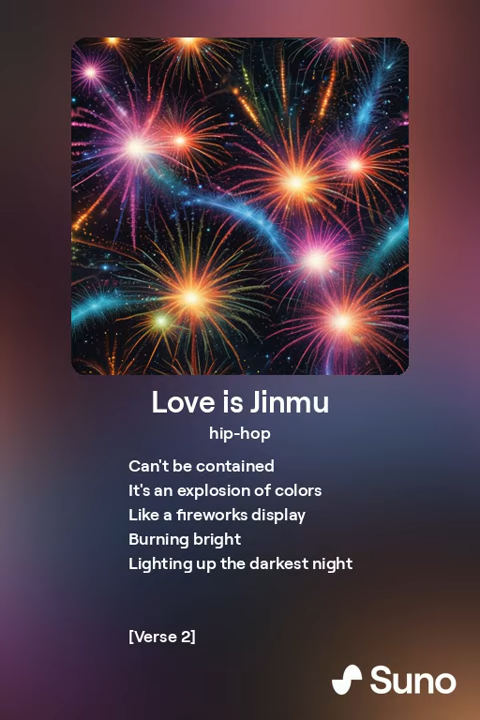 Love is Jinmu
hip-hop
Can't be contained
It's an explosion of colors
Like a fireworks display
Burning bright
Lighting up the darkest night
[Verse 2]
Suno